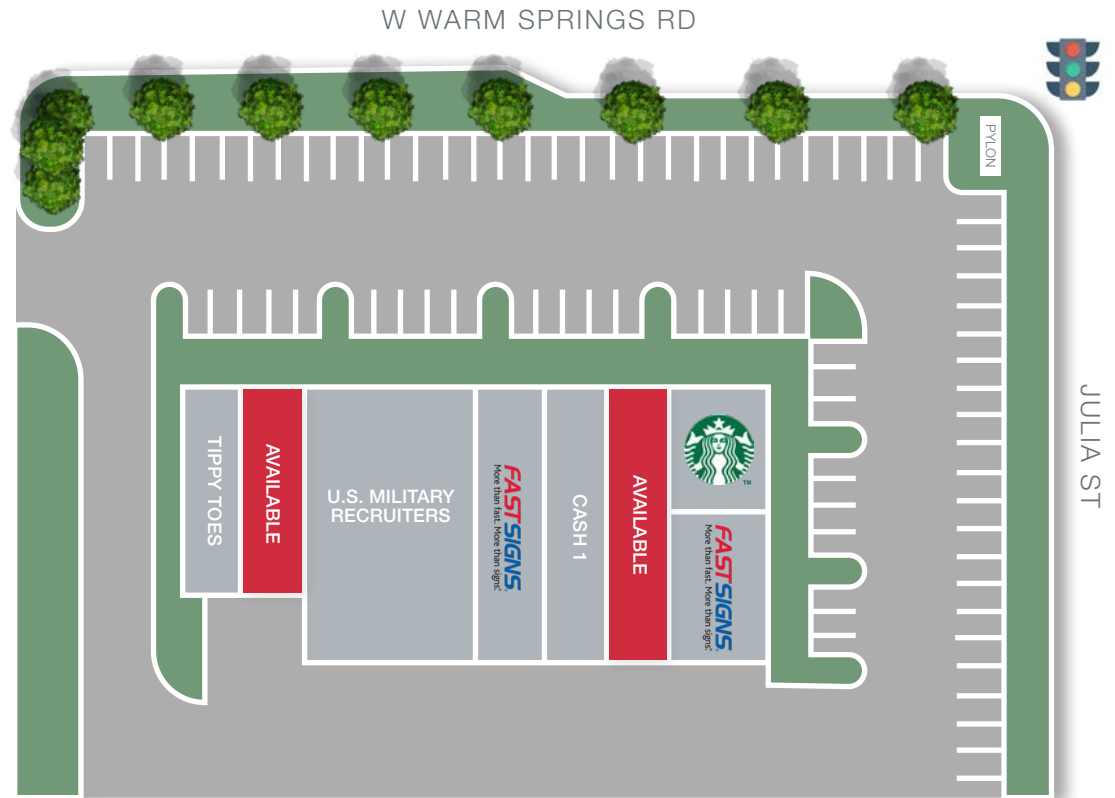 W WARM SPRINGS RD
PYLON
JULIA ST
TIPPY TOES
AVAILABLE
U.S. MILITARY
RECRUITERS
FASTSIGNS.
More than fast. More than signs.®
CASH 1
AVAILABLE
TM
FASTSIGNS.
More than fast. More than signs.®